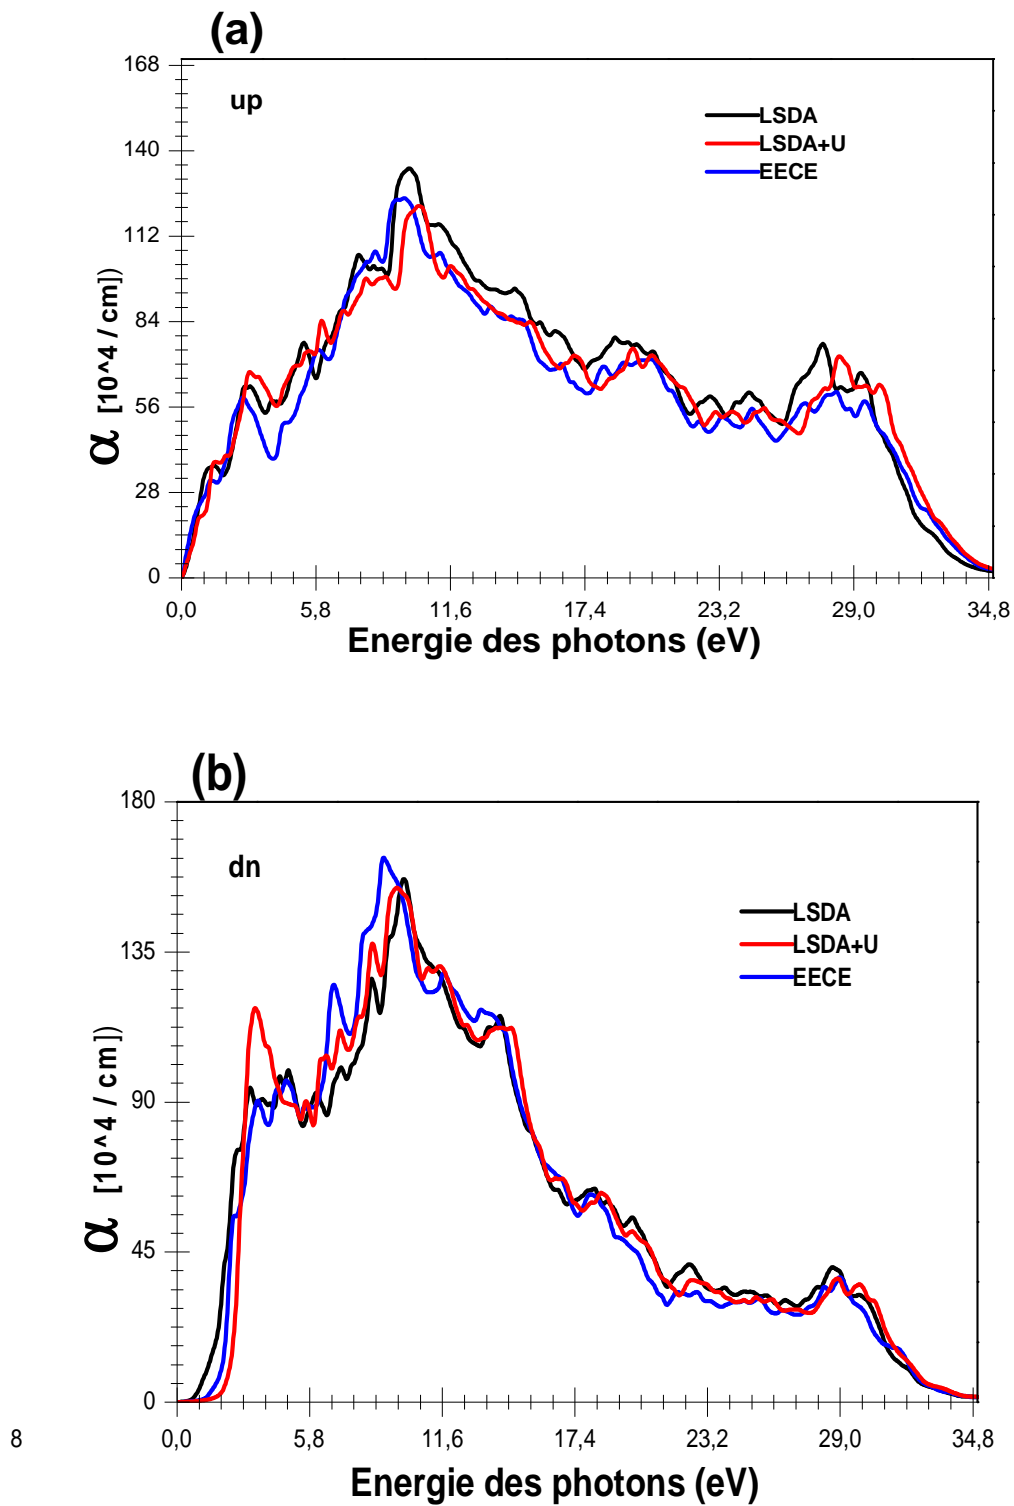 (a)
168
140
112
84
56
28
0
α [10^4 / cm)]
up
LSDA
LSDA+U
EECE
0,0 5,8 11,6 17,4 23,2 29,0 34,8
Energie des photons (eV)
(b)
180
135
90
45
0
α [10^4 / cm])
dn
LSDA
LSDA+U
EECE
0,0 5,8 11,6 17,4 23,2 29,0 34,8
Energie des photons (eV)
8